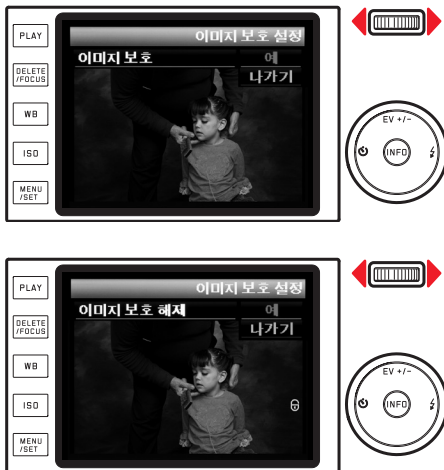 PLAY
이미지 보호 설정
이미지 보호 예
나가기
DELETE
/FOCUS
WB
ISO
MENU
/SET
EV +/-
INFO
PLAY
이미지 보호 설정
이미지 보호 해제 예
나가기
DELETE
/FOCUS
WB
ISO
MENU
/SET
EV +/-
INFO